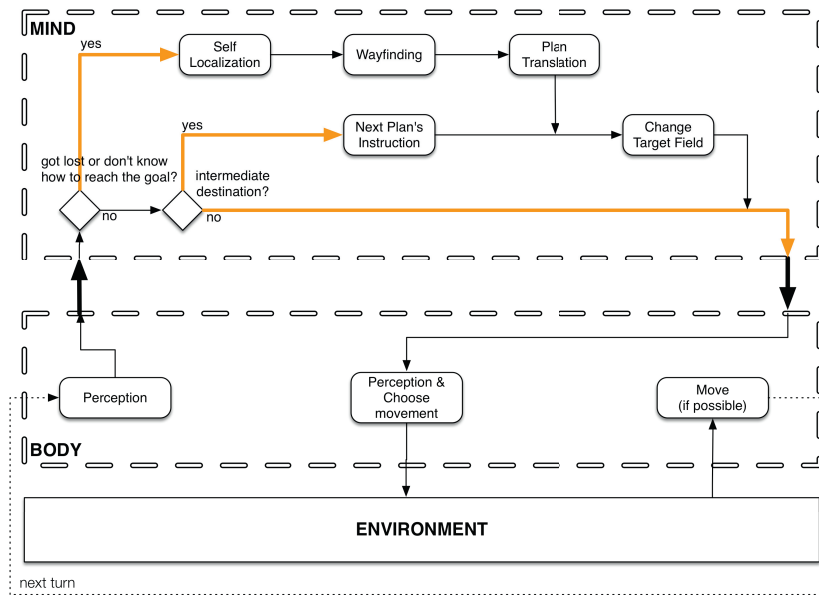 MIND
yes
Self
Localization
Wayfinding
Plan
Translation
yes
Next Plan's
Instruction
Change
Target Field
got lost or don't know
how to reach the goal?
intermediate
destination?
no
no
Perception
Perception &
Choose
movement
Move
(if possible)
BODY
ENVIRONMENT
next turn